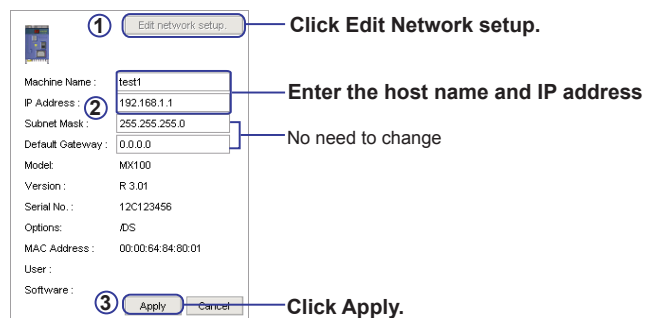 1 Edit network setup. Click Edit Network setup.
Machine Name : test1
Enter the host name and IP address
IP Address : 2 192.168.1.1
Subnet Mask : 255.255.255.0
No need to change
Default Gateway : 0.0.0.0
Model: MX100
Version : R 3.01
Serial No. : 12C123456
Options: /DS
MAC Address : 00:00:64:84:80:01
User :
Software :
3 Apply Cancel Click Apply.